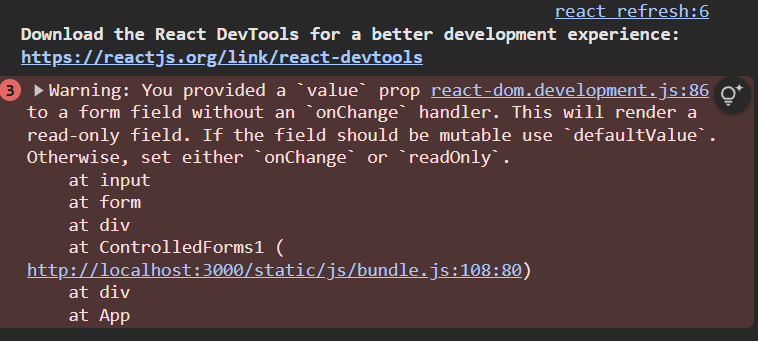 react refresh:6
Download the React DevTools for a better development experience:
https://reactjs.org/link/react-devtools
3 ▶Warning: You provided a `value` prop react-dom.development.js:86
to a form field without an `onChange` handler. This will render a
read-only field. If the field should be mutable use `defaultValue`.
Otherwise, set either `onChange` or `readOnly`.
at input
at form
at div
at ControlledForms1 (
http://localhost:3000/static/js/bundle.js:108:80)
at div
at App